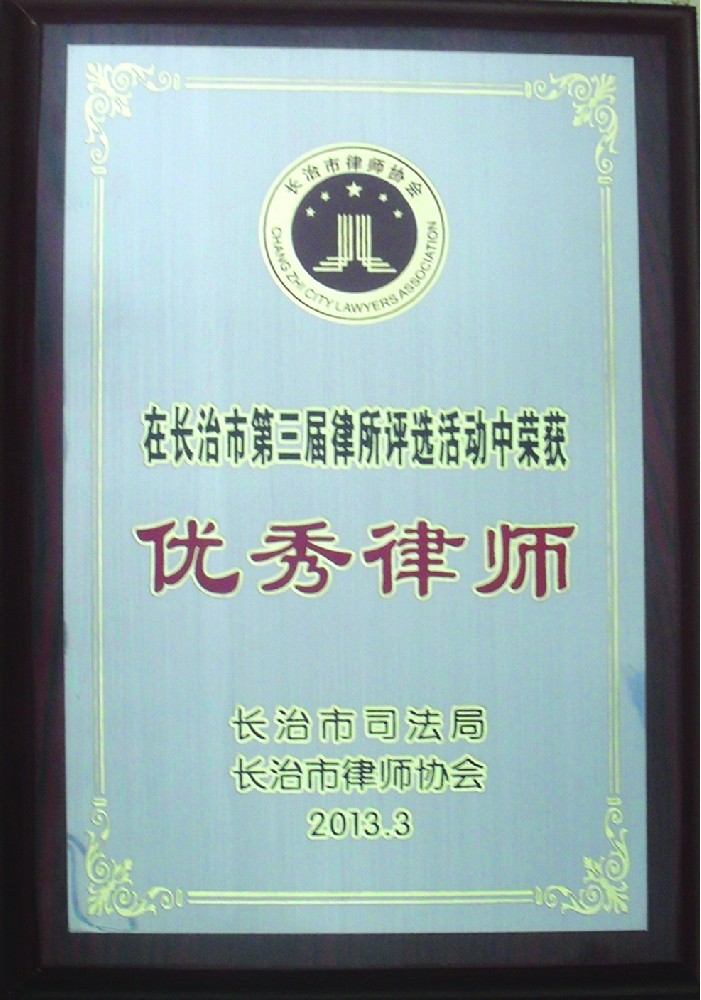 长治市律师协会
CHANG ZHI CITY LAWYERS ASSOCIATION
在长治市第三届律所评选活动中荣获
优秀律师
长治市司法局
长治市律师协会
2013.3